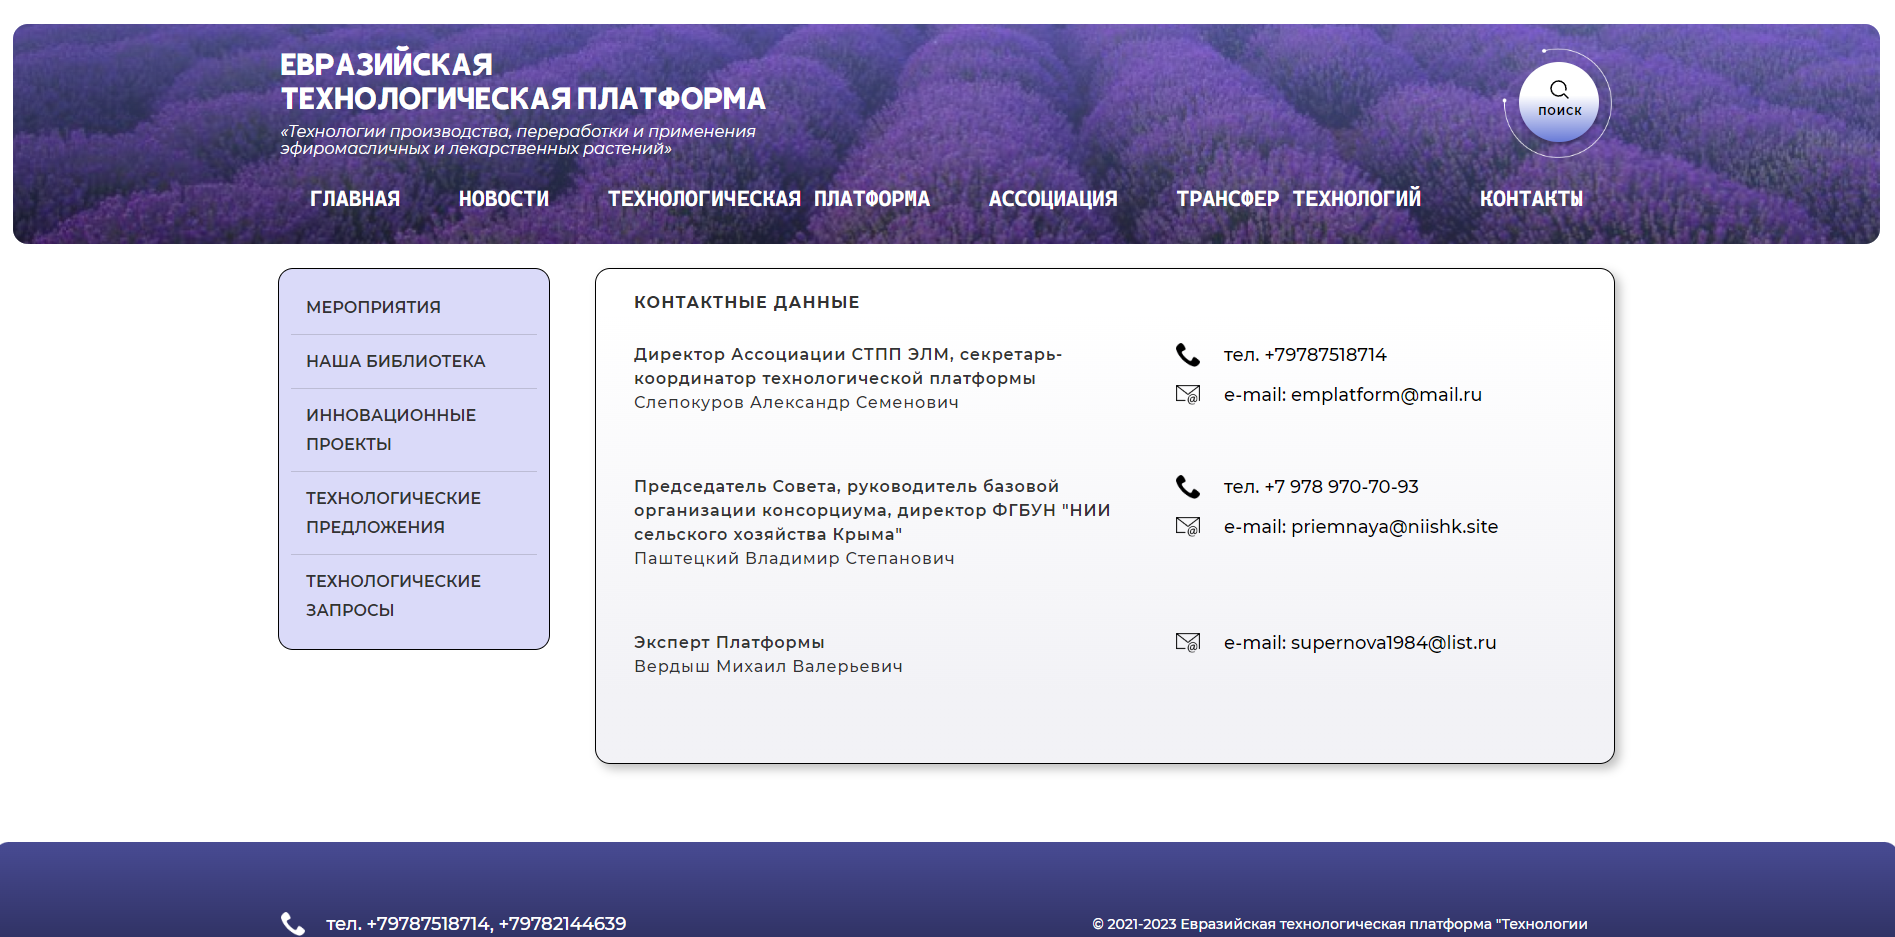 ЕВРАЗИЙСКАЯ
ТЕХНОЛОГИЧЕСКАЯ ПЛАТФОРМА
«Технологии производства, переработки и применения
эфиромасличных и лекарственных растений»
ПОИСК
ГЛАВНАЯ НОВОСТИ ТЕХНОЛОГИЧЕСКАЯ ПЛАТФОРМА АССОЦИАЦИЯ ТРАНСФЕР ТЕХНОЛОГИЙ КОНТАКТЫ
МЕРОПРИЯТИЯ
НАША БИБЛИОТЕКА
ИННОВАЦИОННЫЕ
ПРОЕКТЫ
ТЕХНОЛОГИЧЕСКИЕ
ПРЕДЛОЖЕНИЯ
ТЕХНОЛОГИЧЕСКИЕ
ЗАПРОСЫ
КОНТАКТНЫЕ ДАННЫЕ
Директор Ассоциации СТПП ЭЛМ, секретарь-
координатор технологической платформы
Слепокуров Александр Семенович
тел. +79787518714
e-mail: emplatform@mail.ru
Председатель Совета, руководитель базовой
организации консорциума, директор ФГБУН "НИИ
сельского хозяйства Крыма"
Паштецкий Владимир Степанович
тел. +7 978 970-70-93
e-mail: priemnaya@niishk.site
Эксперт Платформы
Вердыш Михаил Валерьевич
e-mail: supernova1984@list.ru
тел. +79787518714, +79782144639
© 2021-2023 Евразийская технологическая платформа "Технологии